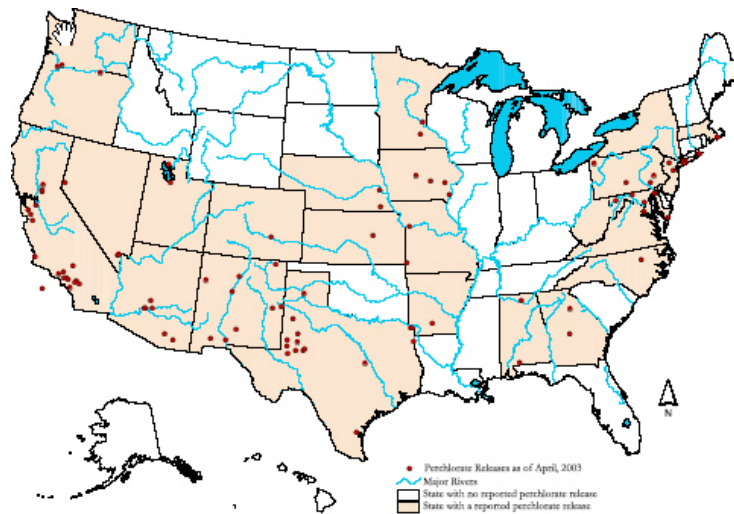 N
Perchlorate Releases as of April, 2003
Major Rivers
State with no reported perchlorate release
State with a reported perchlorate release